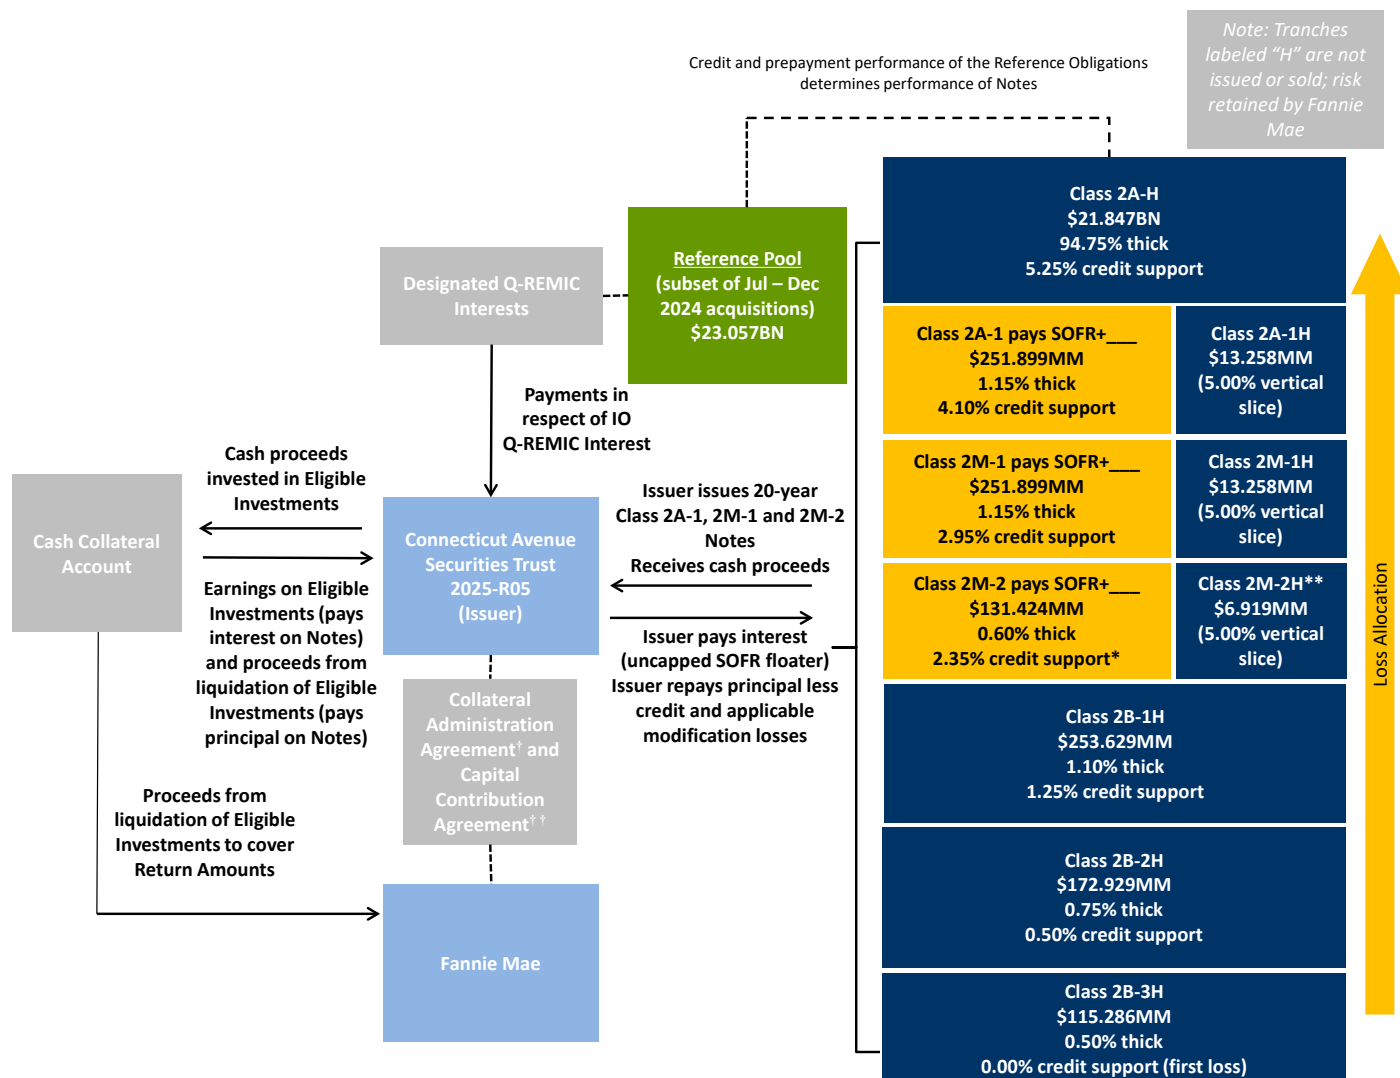 Note: Tranches
labeled “H” are not
issued or sold; risk
retained by Fannie
Mae
Credit and prepayment performance of the Reference Obligations
determines performance of Notes
Class 2A-H
$21.847BN
94.75% thick
5.25% credit support
Reference Pool
(subset of Jul – Dec
2024 acquisitions)
$23.057BN
Designated Q-REMIC
Interests
Class 2A-1 pays SOFR+___
$251.899MM
1.15% thick
4.10% credit support
Class 2A-1H
$13.258MM
(5.00% vertical
slice)
Payments in
respect of IO
Q-REMIC Interest
Cash proceeds
invested in Eligible
Investments
Class 2M-1 pays SOFR+___
$251.899MM
1.15% thick
2.95% credit support
Class 2M-1H
$13.258MM
(5.00% vertical
slice)
Issuer issues 20-year
Class 2A-1, 2M-1 and 2M-2
Notes
Receives cash proceeds
Cash Collateral
Account
Connecticut Avenue
Securities Trust
2025-R05
(Issuer)
Class 2M-2 pays SOFR+___
$131.424MM
0.60% thick
2.35% credit support*
Class 2M-2H**
$6.919MM
(5.00% vertical
slice)
Loss Allocation
Earnings on Eligible
Investments (pays
interest on Notes)
and proceeds from
liquidation of Eligible
Investments (pays
principal on Notes)
Issuer pays interest
(uncapped SOFR floater)
Issuer repays principal less
credit and applicable
modification losses
Collateral
Administration
Agreement† and
Capital
Contribution
Agreement††
Class 2B-1H
$253.629MM
1.10% thick
1.25% credit support
Proceeds from
liquidation of Eligible
Investments to cover
Return Amounts
Class 2B-2H
$172.929MM
0.75% thick
0.50% credit support
Fannie Mae
Class 2B-3H
$115.286MM
0.50% thick
0.00% credit support (first loss)